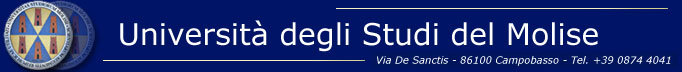 Università degli Studi del Molise
Via De Sanctis - 86100 Campobasso - Tel. +39 0874 4041